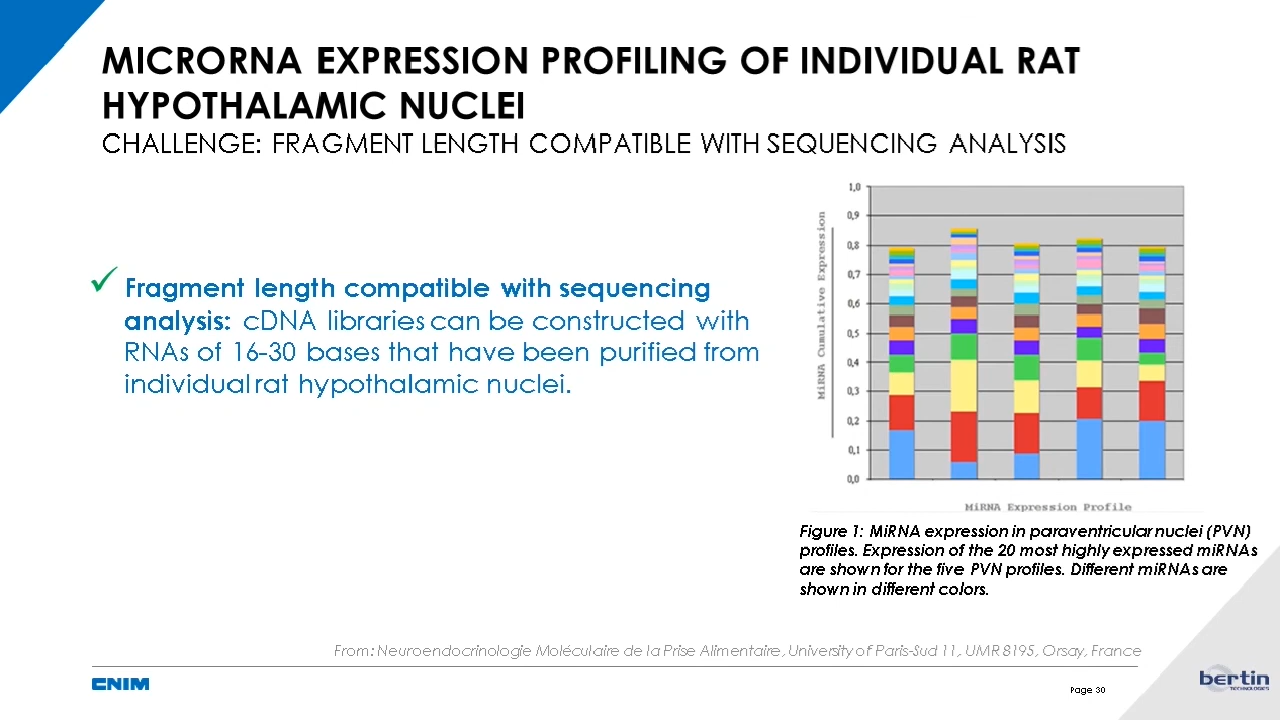 MICRORNA EXPRESSION PROFILING OF INDIVIDUAL RAT
HYPOTHALAMIC NUCLEI
CHALLENGE: FRAGMENT LENGTH COMPATIBLE WITH SEQUENCING ANALYSIS
Fragment length compatible with sequencing
analysis: cDNA libraries can be constructed with
RNAs of 16-30 bases that have been purified from
individual rat hypothalamic nuclei.
MiRNA Cumulative Expression
1,0
0,9
0,8
0,7
0,6
0,5
0,4
0,3
0,2
0,1
0,0
MiRNA Expression Profile
Figure 1: MiRNA expression in paraventricular nuclei (PVN)
profiles. Expression of the 20 most highly expressed miRNAs
are shown for the five PVN profiles. Different miRNAs are
shown in different colors.
From: Neuroendocrinologie Moléculaire de la Prise Alimentaire, University of Paris-Sud 11, UMR 8195, Orsay, France
CNIM
Page 30
bertin
TECHNOLOGIES